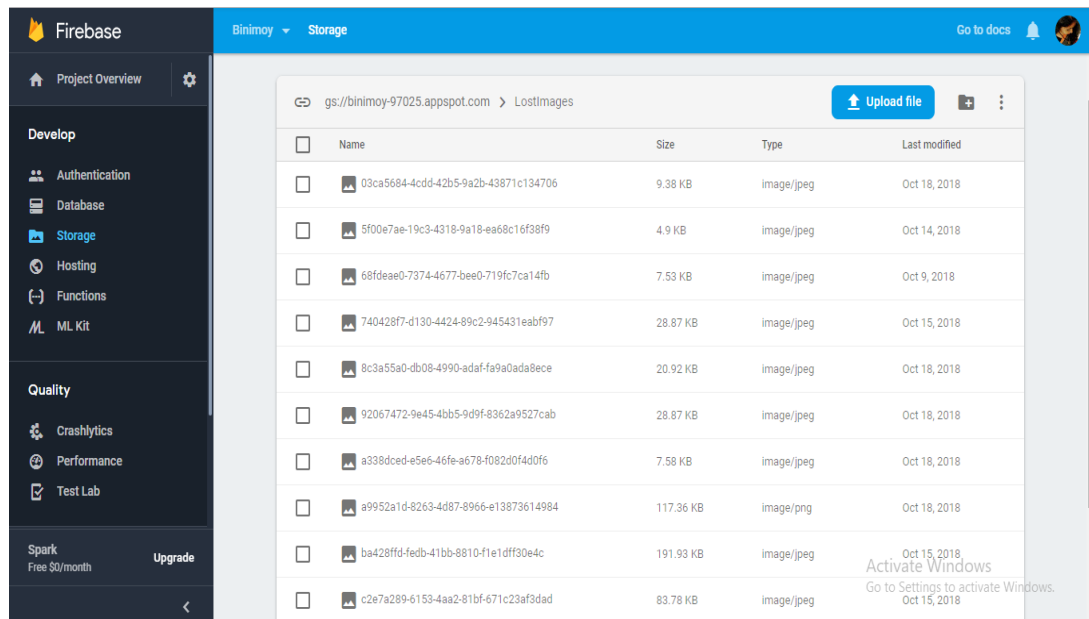 Firebase
Binimoy Storage Go to docs
Project Overview
gs://binimoy-97025.appspot.com > LostImages Upload file
Develop
Authentication
Database
Storage
Hosting
Functions
ML Kit
Quality
Crashlytics
Performance
Test Lab
Spark
Free $0/month
Upgrade
Name Size Type Last modified
03ca5684-4cdd-42b5-9a2b-43871c134706 9.38 KB image/jpeg Oct 18, 2018
5f00e7ae-19c3-4318-9a18-ea68c16f38f9 4.9 KB image/jpeg Oct 14, 2018
68fdeae0-7374-4677-bee0-719fc7ca14fb 7.53 KB image/jpeg Oct 9, 2018
740428f7-d130-4424-89c2-945431eabf97 28.87 KB image/jpeg Oct 15, 2018
8c3a55a0-db08-4990-adaf-fa9a0ada8ece 20.92 KB image/jpeg Oct 18, 2018
92067472-9e45-4bb5-9d9f-8362a9527cab 28.87 KB image/jpeg Oct 18, 2018
a338dced-e5e6-46fe-a678-f082d0f4d0f6 7.58 KB image/jpeg Oct 18, 2018
a9952a1d-8263-4d87-8966-e13873614984 117.36 KB image/png Oct 18, 2018
ba428ffd-fedb-41bb-8810-f1e1dff30e4c 191.93 KB image/jpeg Oct 15, 2018
c2e7a289-6153-4aa2-81bf-671c23af3dad 83.78 KB image/jpeg Oct 15, 2018
Activate Windows
Go to Settings to activate Windows.